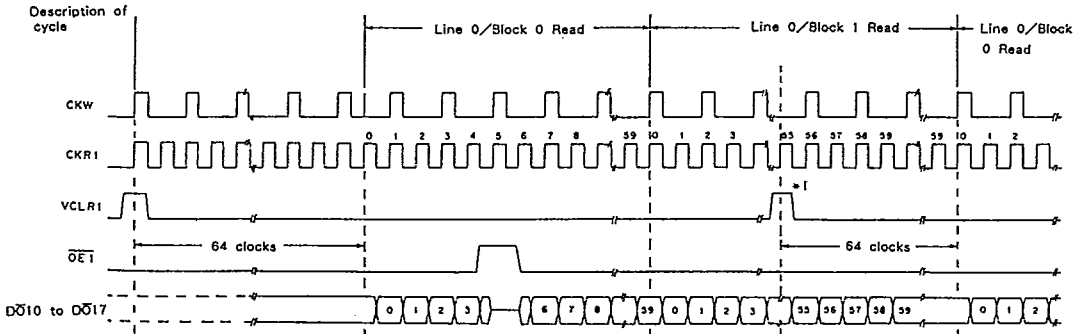 Description of
cycle
Line 0/Block 0 Read
Line 0/Block 1 Read
Line 0/Block
0 Read
CKW
0 1 2 3 4 5 6 7 8 59 0 1 2 3 55 56 57 58 59 59 0 1 2
CKR1
*1
VCLR1
64 clocks
64 clocks
OE1
DO10 to DO17
0 1 2 3 6 7 8 59 0 1 2 3 55 56 57 58 59 0 1 2